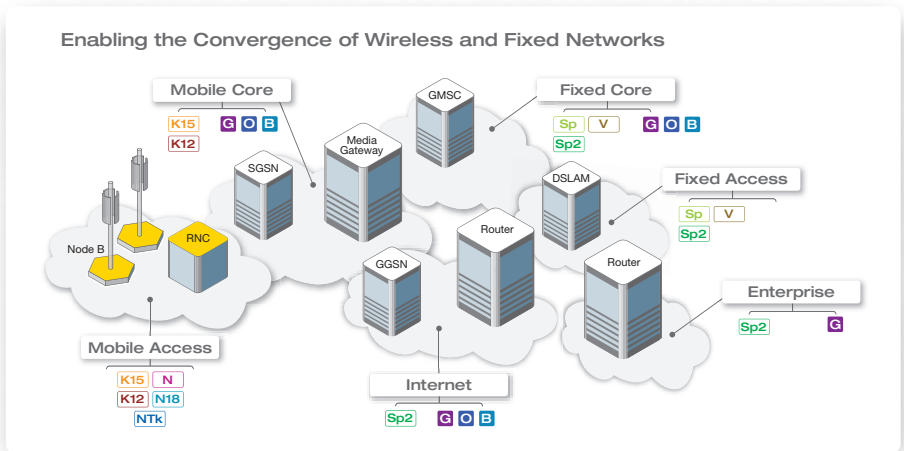 Enabling the Convergence of Wireless and Fixed Networks
Mobile Core
K15 G O B
K12
GMSC
Fixed Core
Sp V G O B
Sp2
Media
Gateway
SGSN
DSLAM
Fixed Access
Sp V
Sp2
Node B
RNC
Router
GGSN
Router
Enterprise
Sp2 G
Mobile Access
K15 N
K12 N18
NTk
Internet
Sp2 G O B